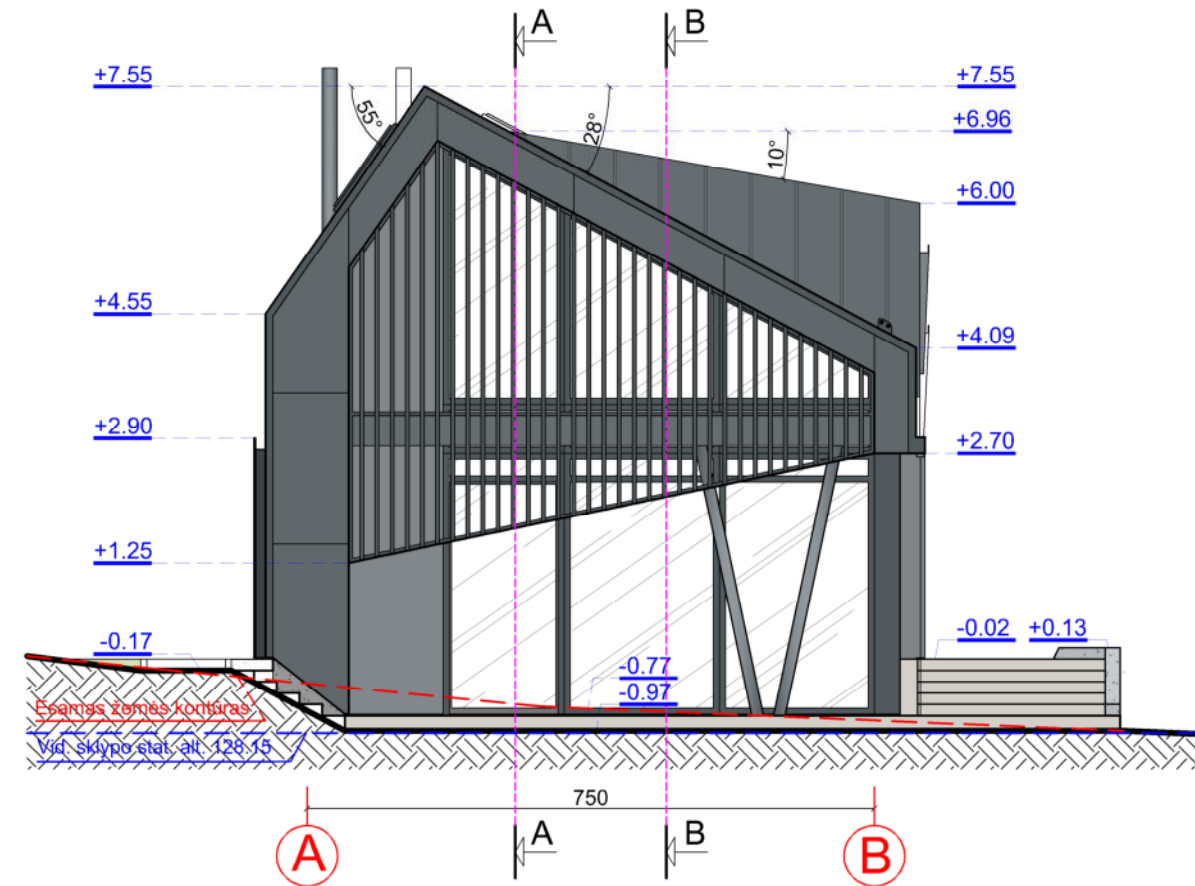 A B
+7.55 +7.55
55° 28° +6.96
10°
+6.00
+4.55
+4.09
+2.90 +2.70
+1.25
-0.17 -0.02 +0.13
-0.77
-0.97
Esamas žemės kontūras
Vid. sklypo stat. alt. 128.15
750
A A B B